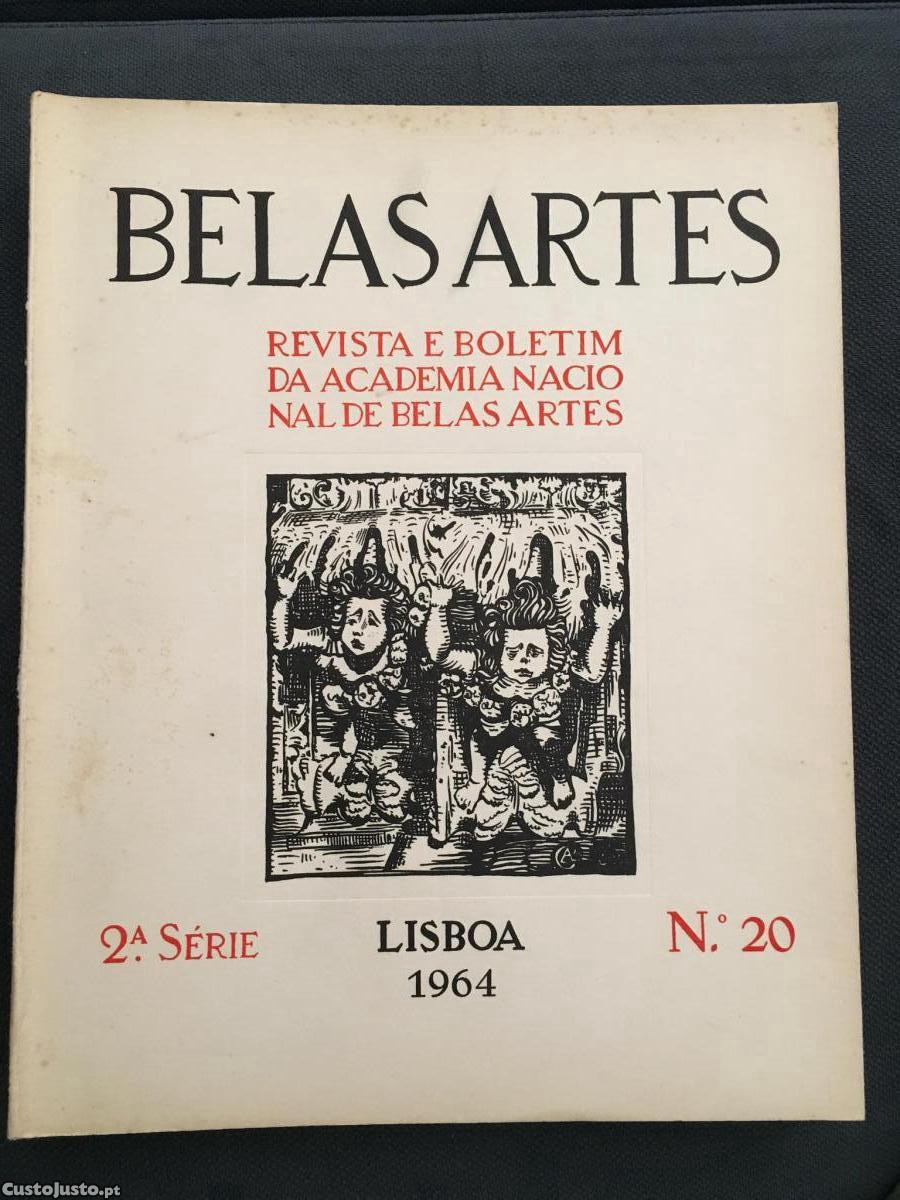 BELAS ARTES
REVISTA E BOLETIM
DA ACADEMIA NACIO
NAL DE BELAS ARTES
2.ª SÉRIE
LISBOA
1964
N.º 20
CustoJusto.pt